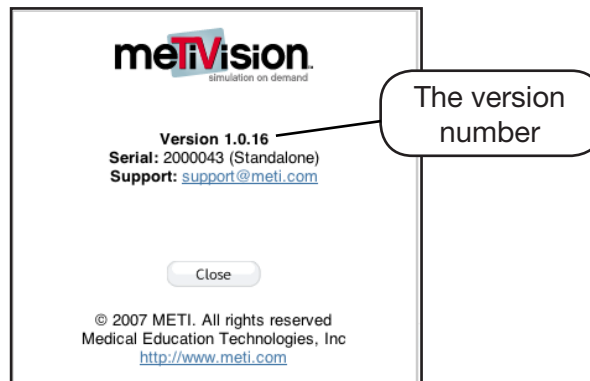 meTiVision.
simulation on demand
The version
number
Version 1.0.16
Serial: 2000043 (Standalone)
Support: support@meti.com
Close
© 2007 METI. All rights reserved
Medical Education Technologies, Inc
http://www.meti.com